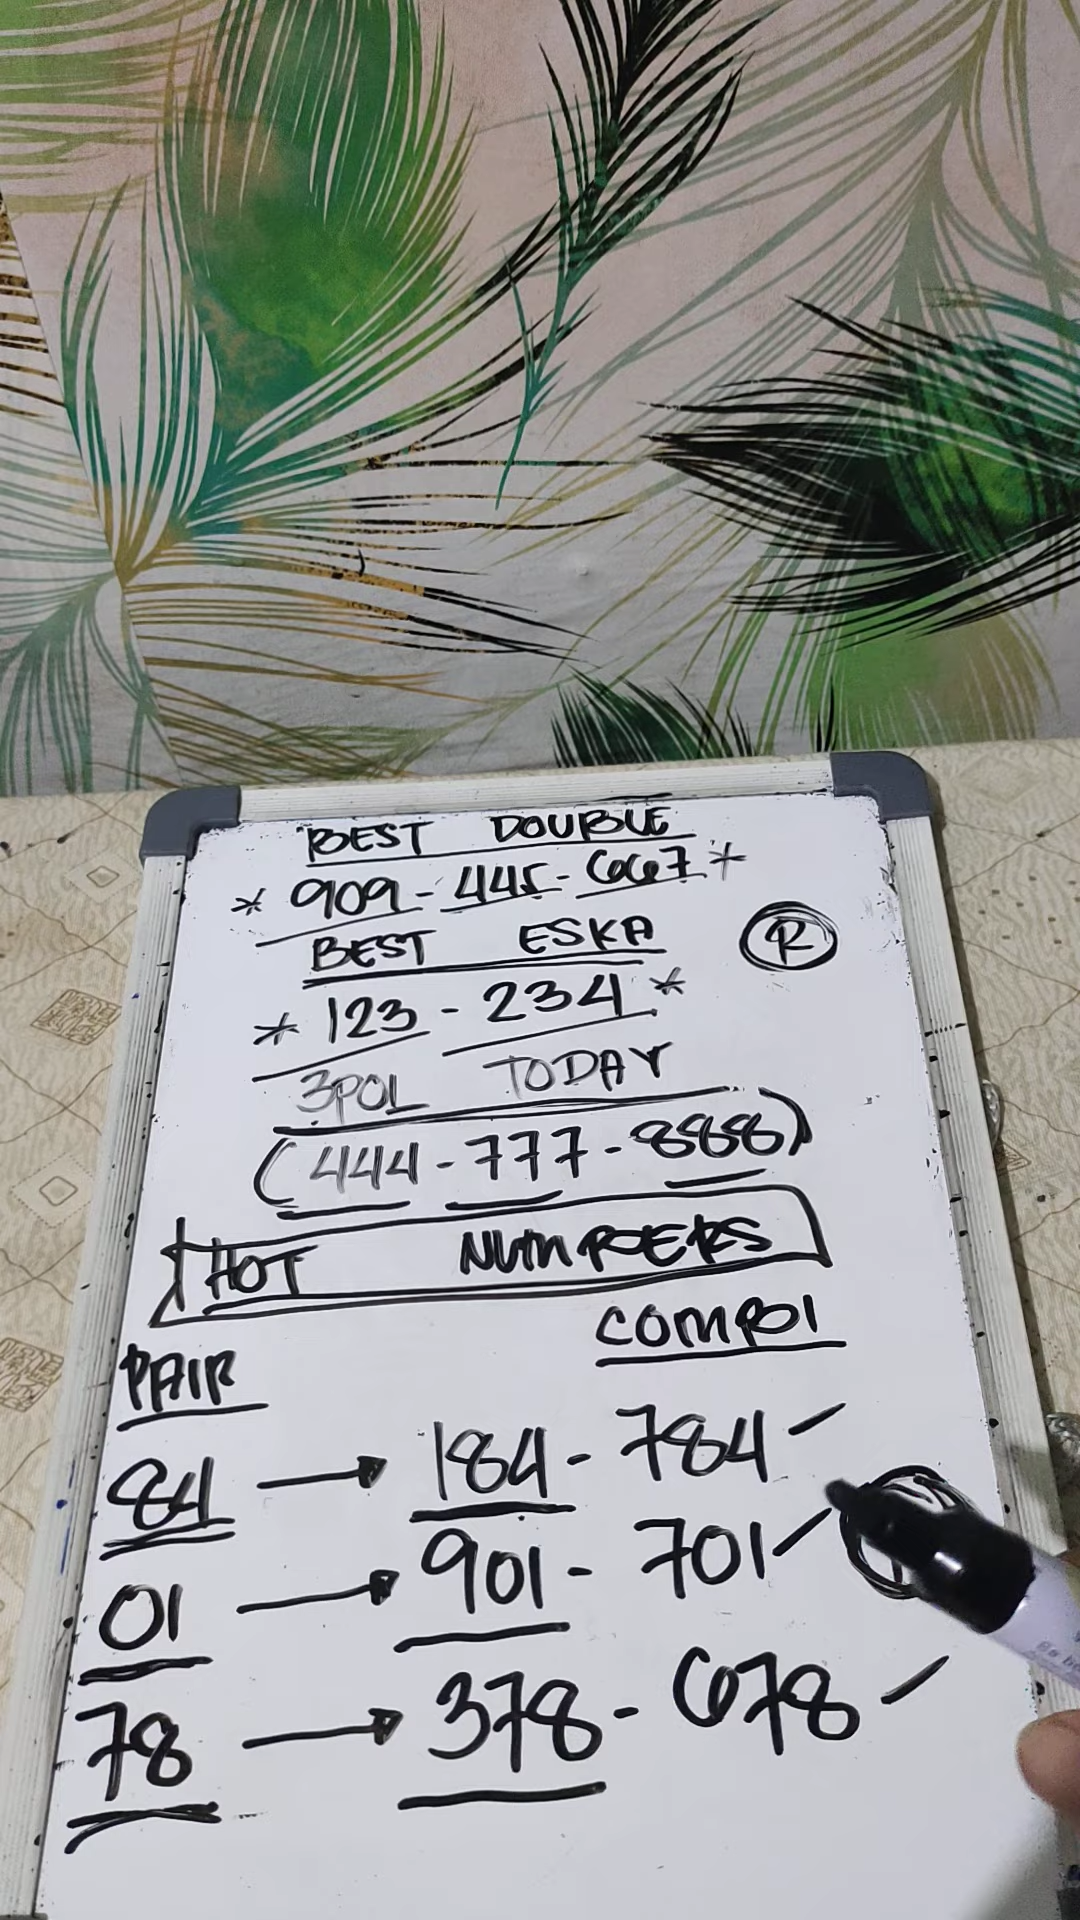 BEST DOUBLE
* 909 - 445 - 667 *
BEST ESKA
R
* 123 - 234 *
3POL TODAY
(444 - 777 - 888)
HOT NUMBERS
COMBI
PAIR
84 → 184 - 784
01 → 901 - 701
78 → 378 - 678